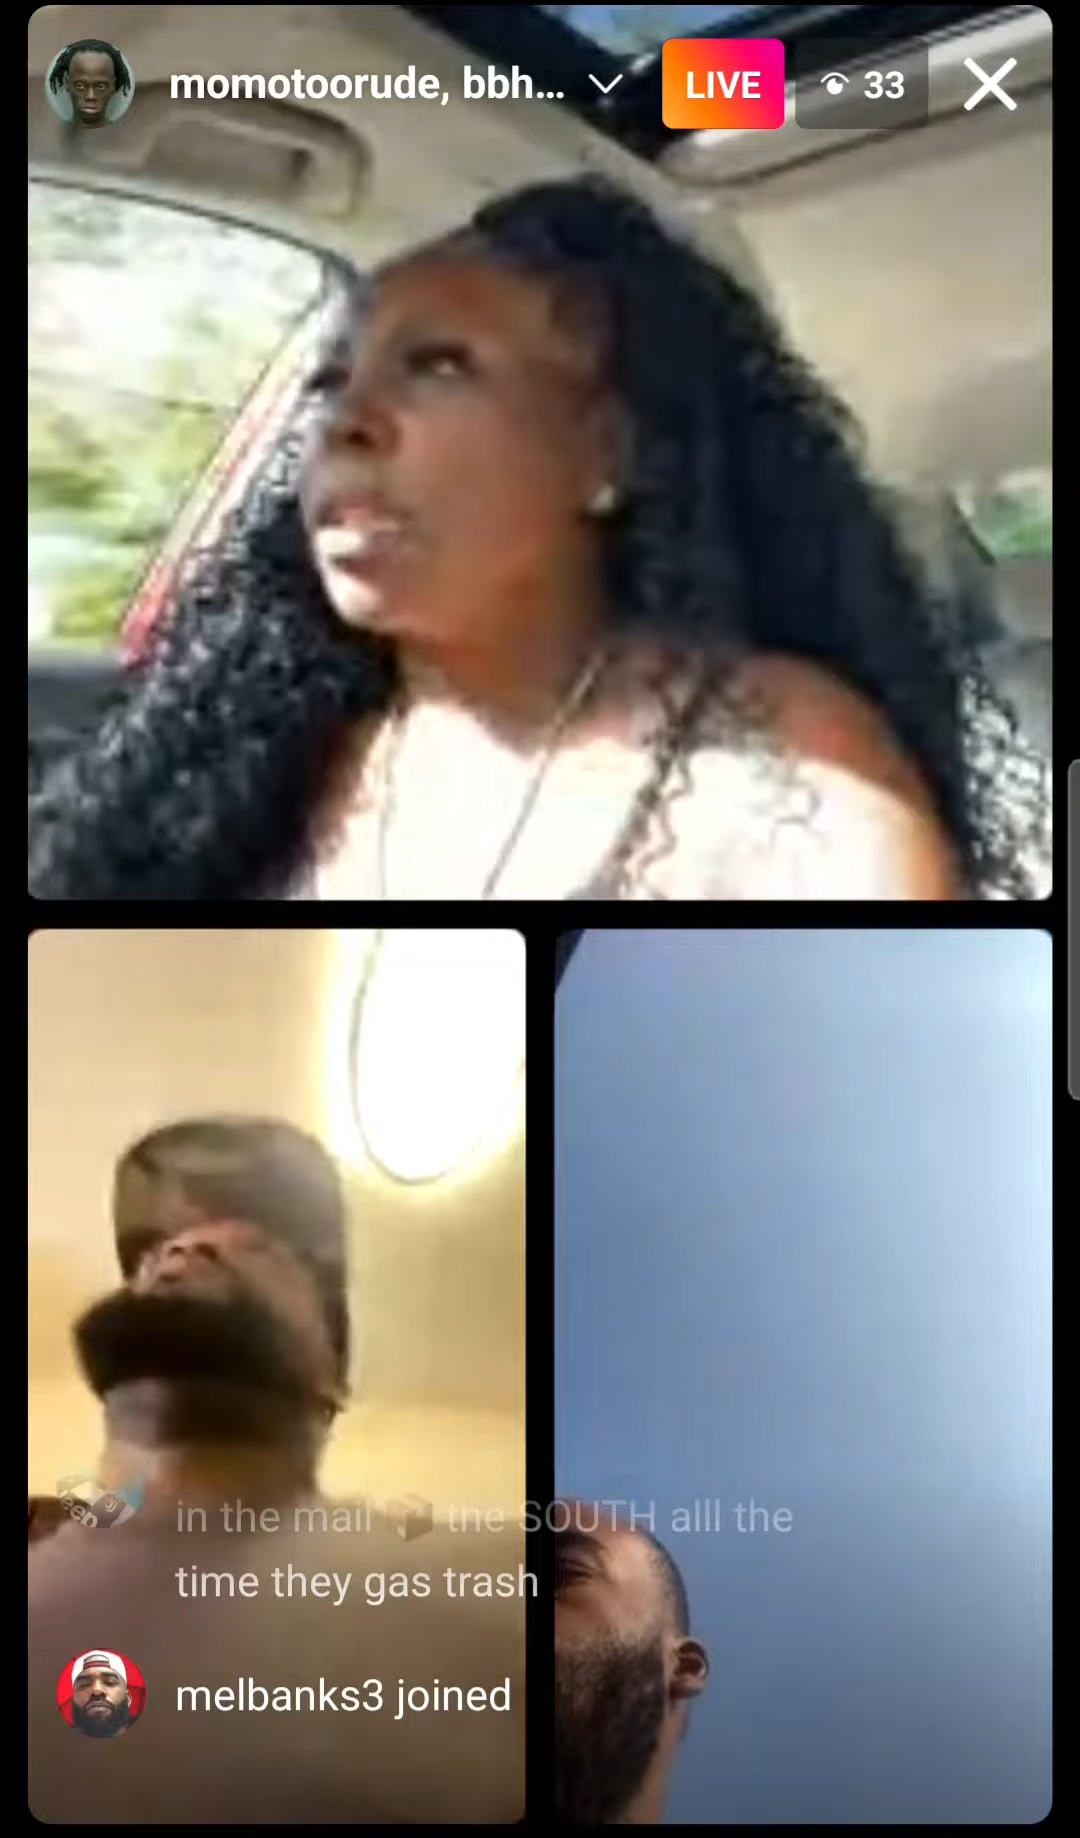 momotoorude, bbh...
LIVE
33
in the mail 📦 the SOUTH alll the
time they gas trash
melbanks3 joined